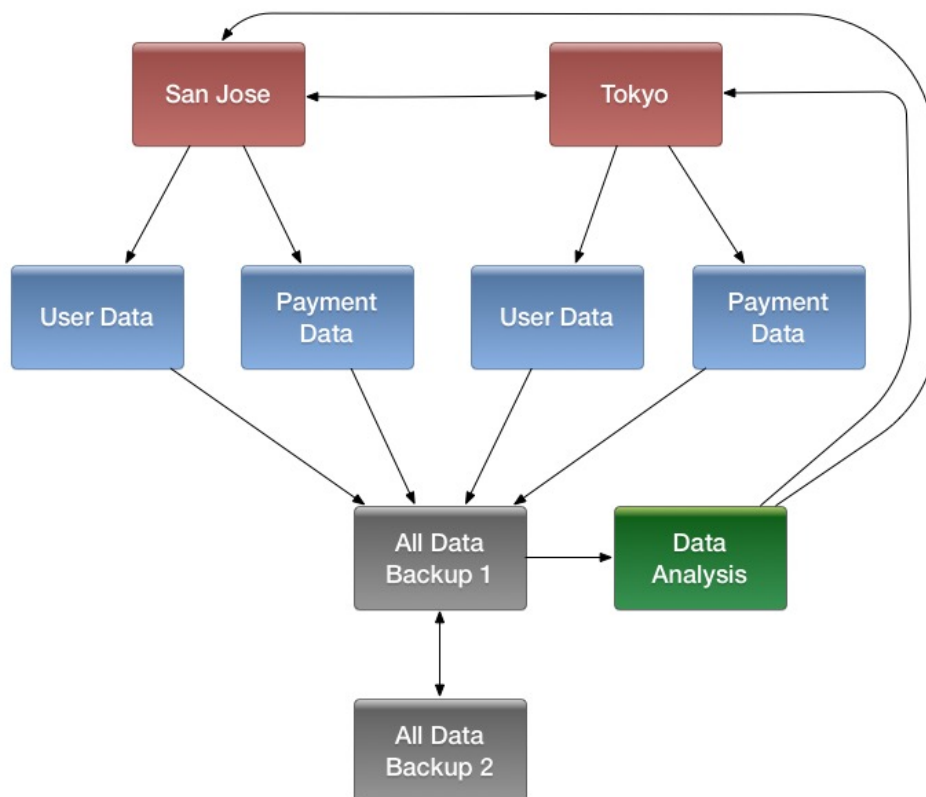 San Jose
Tokyo
User Data
Payment
Data
User Data
Payment
Data
All Data
Backup 1
Data
Analysis
All Data
Backup 2